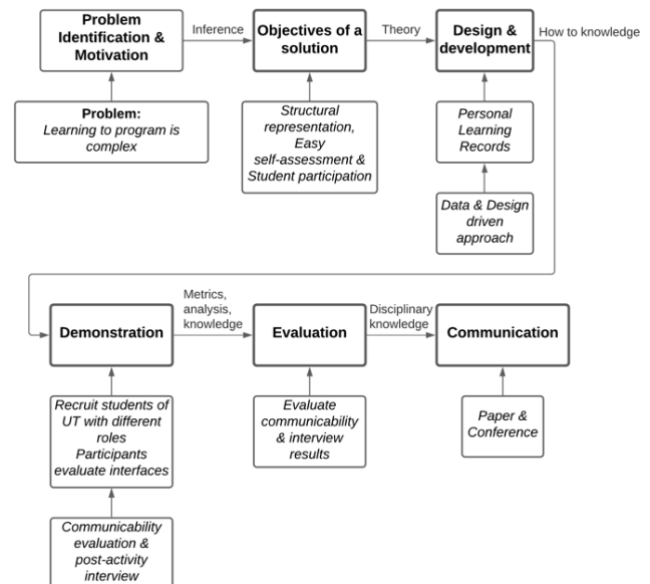 Problem
Identification &
Motivation
Inference
Objectives of a
solution
Theory
Design &
development
How to knowledge
Problem:
Learning to program is
complex
Structural
representation,
Easy
self-assessment &
Student participation
Personal
Learning
Records
Data & Design
driven
approach
Demonstration
Metrics,
analysis,
knowledge
Evaluation
Disciplinary
knowledge
Communication
Recruit students of
UT with different
roles
Participants
evaluate interfaces
Evaluate
communicability
& interview
results
Paper &
Conference
Communicability
evaluation &
post-activity
interview